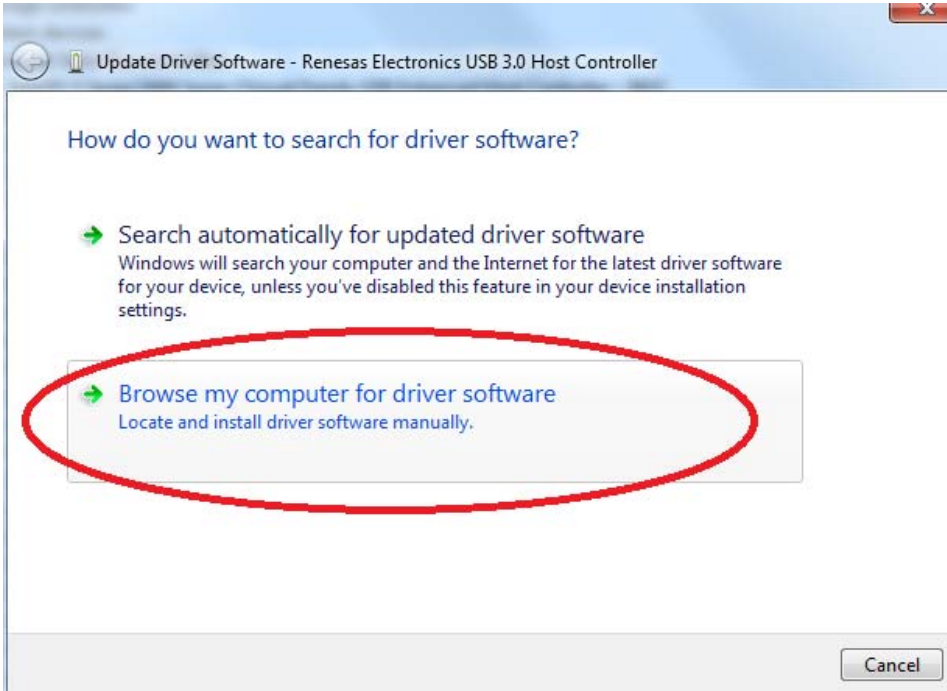 Update Driver Software - Renesas Electronics USB 3.0 Host Controller
How do you want to search for driver software?
Search automatically for updated driver software
Windows will search your computer and the Internet for the latest driver software
for your device, unless you've disabled this feature in your device installation
settings.
Browse my computer for driver software
Locate and install driver software manually.
Cancel